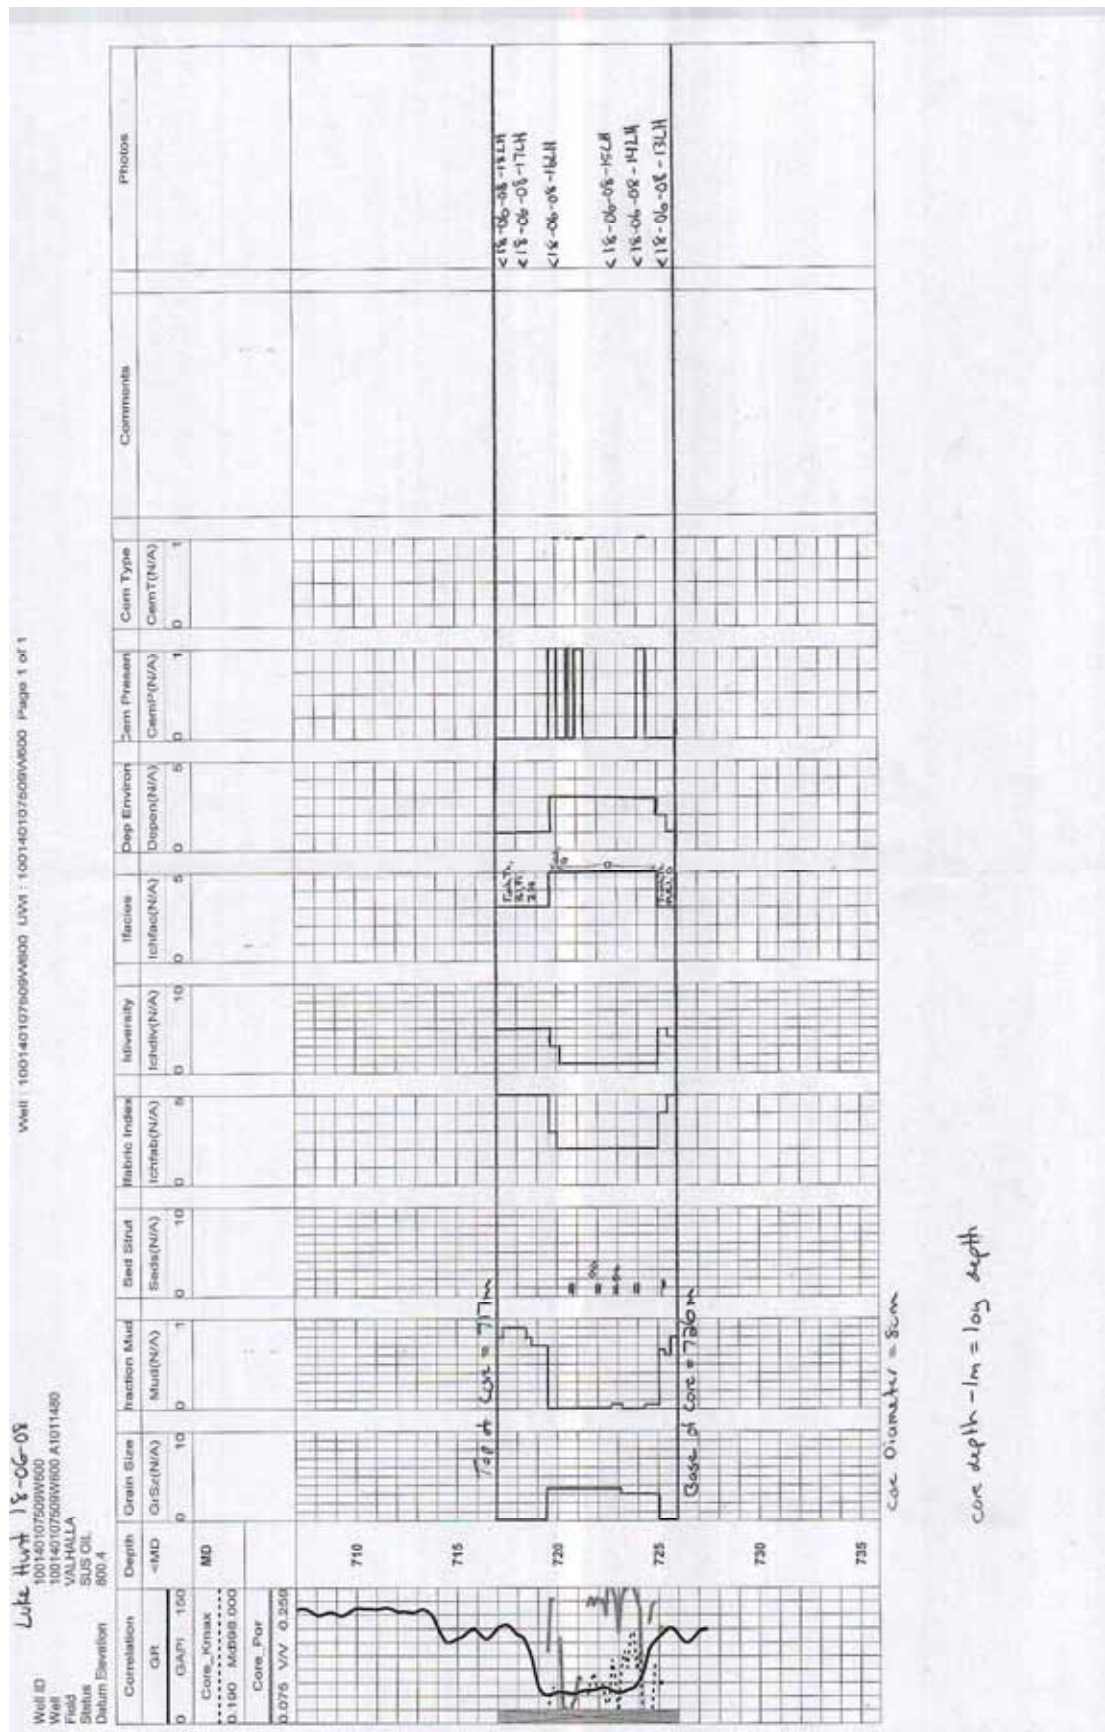 Luke Hunt 18-06-08
Well : 100140107509W600 UWI : 100140107509W600 Page 1 of 1
Well ID 100140107509W600
Well 100140107509W600 A1011480
Field VALHALLA
Status SUS OIL
Datum Elevation 800.4
Correlation Depth Grain Size fraction Mud Sed Strut Ifabric Index Idiversity Ifacies Dep Environ Cem Presen Cem Type Comments Photos
GR <MD GrSz(N/A) Mud(N/A) Seds(N/A) Ichfab(N/A) Ichdiv(N/A) Ichfac(N/A) Depen(N/A) CemP(N/A) CemT(N/A)
0 GAPI 150 0 10 0 1 0 10 0 5 0 10 0 5 0 5 0 1 0 1
Core_Kmax MD
0.100
Core_Por
0.075 V/V 0.250
710
715
Top of Core = 717m
<18-06-08-18LH
<18-06-08-17LH
720
<18-06-08-16LH
<18-06-08-15LH
<18-06-08-14LH
725
<18-06-08-13LH
Base of Core = 726m
730
735
Core Diameter = 8cm
core depth - 1m = log depth